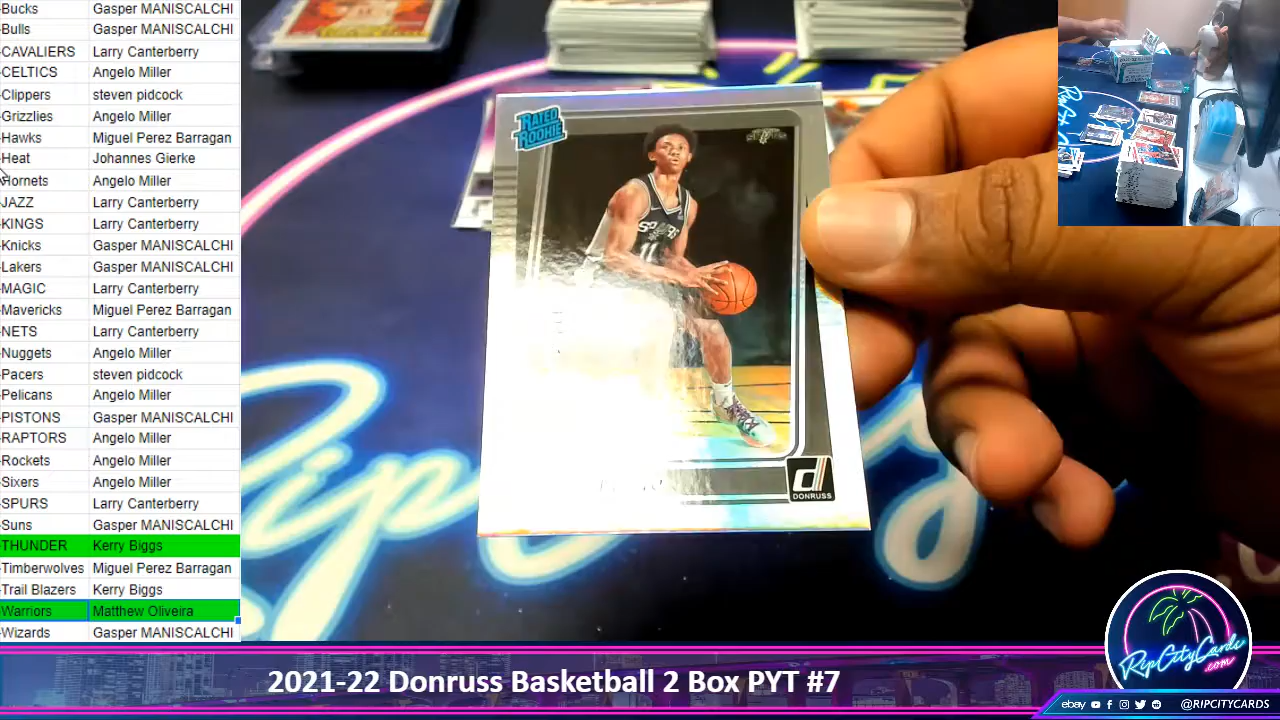 -Bucks Gasper MANISCALCHI
-Bulls Gasper MANISCALCHI
-CAVALIERS Larry Canterberry
-CELTICS Angelo Miller
-Clippers steven pidcock
-Grizzlies Angelo Miller
-Hawks Miguel Perez Barragan
-Heat Johannes Gierke
-Hornets Angelo Miller
-JAZZ Larry Canterberry
-KINGS Larry Canterberry
-Knicks Gasper MANISCALCHI
-Lakers Gasper MANISCALCHI
-MAGIC Larry Canterberry
-Mavericks Miguel Perez Barragan
-NETS Larry Canterberry
-Nuggets Angelo Miller
-Pacers steven pidcock
-Pelicans Angelo Miller
-PISTONS Gasper MANISCALCHI
-RAPTORS Angelo Miller
-Rockets Angelo Miller
-Sixers Angelo Miller
-SPURS Larry Canterberry
-Suns Gasper MANISCALCHI
-THUNDER Kerry Biggs
-Timberwolves Miguel Perez Barragan
-Trail Blazers Kerry Biggs
-Warriors Matthew Oliveira
-Wizards Gasper MANISCALCHI
RATED
ROOKIE
SPURS
SPURS
11
d
DONRUSS
Rip
2021-22 Donruss Basketball 2 Box PYT #7
RipCityCards
.com
ebay @RIPCITYCARDS